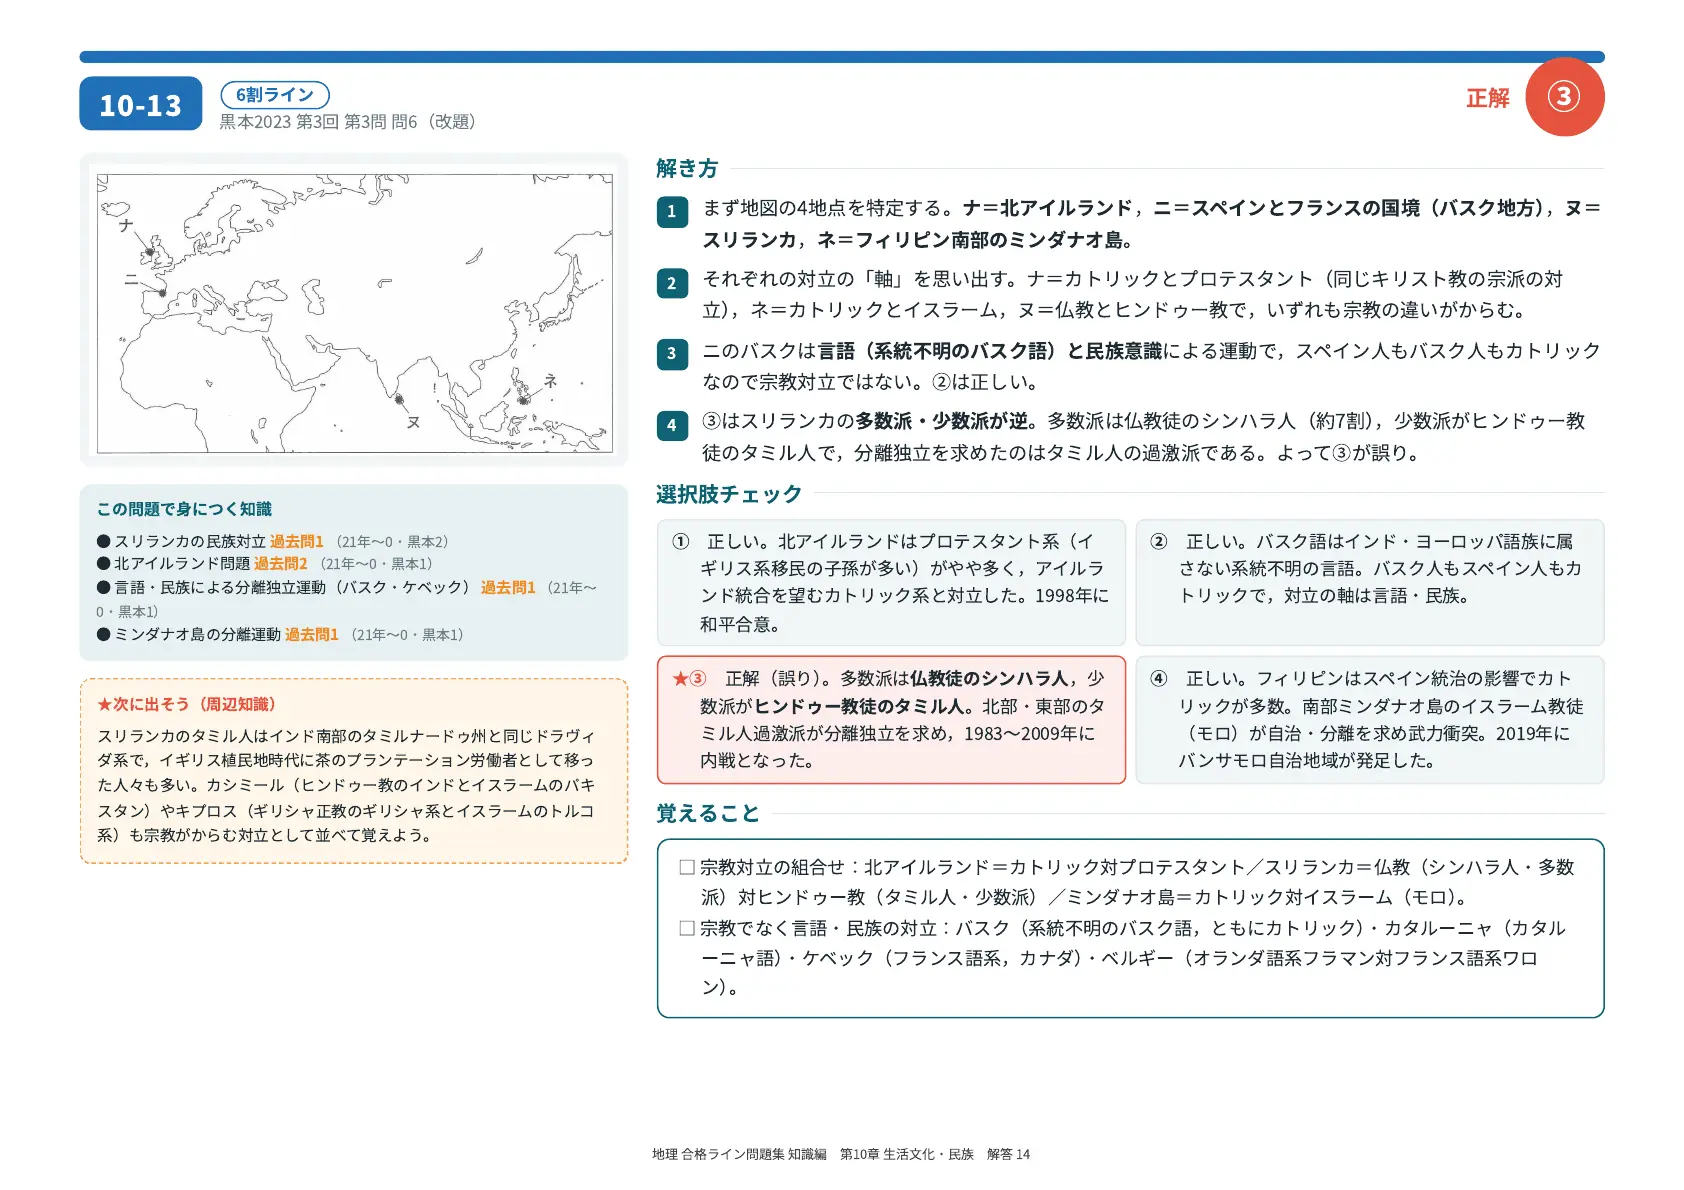 10-13
6割ライン
黒本2023 第3回 第3問 問6（改題）
正解 ③
ナ
ニ
ヌ
ネ
この問題で身につく知識
● スリランカの民族対立 過去問1 （21年〜0・黒本2）
● 北アイルランド問題 過去問2 （21年〜0・黒本1）
● 言語・民族による分離独立運動（バスク・ケベック） 過去問1 （21年〜
0・黒本1）
● ミンダナオ島の分離運動 過去問1 （21年〜0・黒本1）
★次に出そう（周辺知識）
スリランカのタミル人はインド南部のタミルナードゥ州と同じドラヴィ
ダ系で，イギリス植民地時代に茶のプランテーション労働者として移っ
た人々も多い。カシミール（ヒンドゥー教のインドとイスラームのパキ
スタン）やキプロス（ギリシャ正教のギリシャ系とイスラームのトルコ
系）も宗教がからむ対立として並べて覚えよう。
解き方
1 まず地図の4地点を特定する。ナ＝北アイルランド，ニ＝スペインとフランスの国境（バスク地方），ヌ＝
スリランカ，ネ＝フィリピン南部のミンダナオ島。
2 それぞれの対立の「軸」を思い出す。ナ＝カトリックとプロテスタント（同じキリスト教の宗派の対
立），ネ＝カトリックとイスラーム，ヌ＝仏教とヒンドゥー教で，いずれも宗教の違いがからむ。
3 ニのバスクは言語（系統不明のバスク語）と民族意識による運動で，スペイン人もバスク人もカトリック
なので宗教対立ではない。②は正しい。
4 ③はスリランカの多数派・少数派が逆。多数派は仏教徒のシンハラ人（約7割），少数派がヒンドゥー教
徒のタミル人で，分離独立を求めたのはタミル人の過激派である。よって③が誤り。
選択肢チェック
① 正しい。北アイルランドはプロテスタント系（イ
ギリス系移民の子孫が多い）がやや多く，アイルラ
ンド統合を望むカトリック系と対立した。1998年に
和平合意。
② 正しい。バスク語はインド・ヨーロッパ語族に属
さない系統不明の言語。バスク人もスペイン人もカ
トリックで，対立の軸は言語・民族。
★③ 正解（誤り）。多数派は仏教徒のシンハラ人，少
数派がヒンドゥー教徒のタミル人。北部・東部のタ
ミル人過激派が分離独立を求め，1983〜2009年に
内戦となった。
④ 正しい。フィリピンはスペイン統治の影響でカト
リックが多数。南部ミンダナオ島のイスラーム教徒
（モロ）が自治・分離を求め武力衝突。2019年に
バンサモロ自治地域が発足した。
覚えること
□ 宗教対立の組合せ：北アイルランド＝カトリック対プロテスタント／スリランカ＝仏教（シンハラ人・多数
派）対ヒンドゥー教（タミル人・少数派）／ミンダナオ島＝カトリック対イスラーム（モロ）。
□ 宗教でなく言語・民族の対立：バスク（系統不明のバスク語，ともにカトリック）・カタルーニャ（カタル
ーニャ語）・ケベック（フランス語系，カナダ）・ベルギー（オランダ語系フラマン対フランス語系ワロ
ン）。
地理 合格ライン問題集 知識編 第10章 生活文化・民族 解答 14